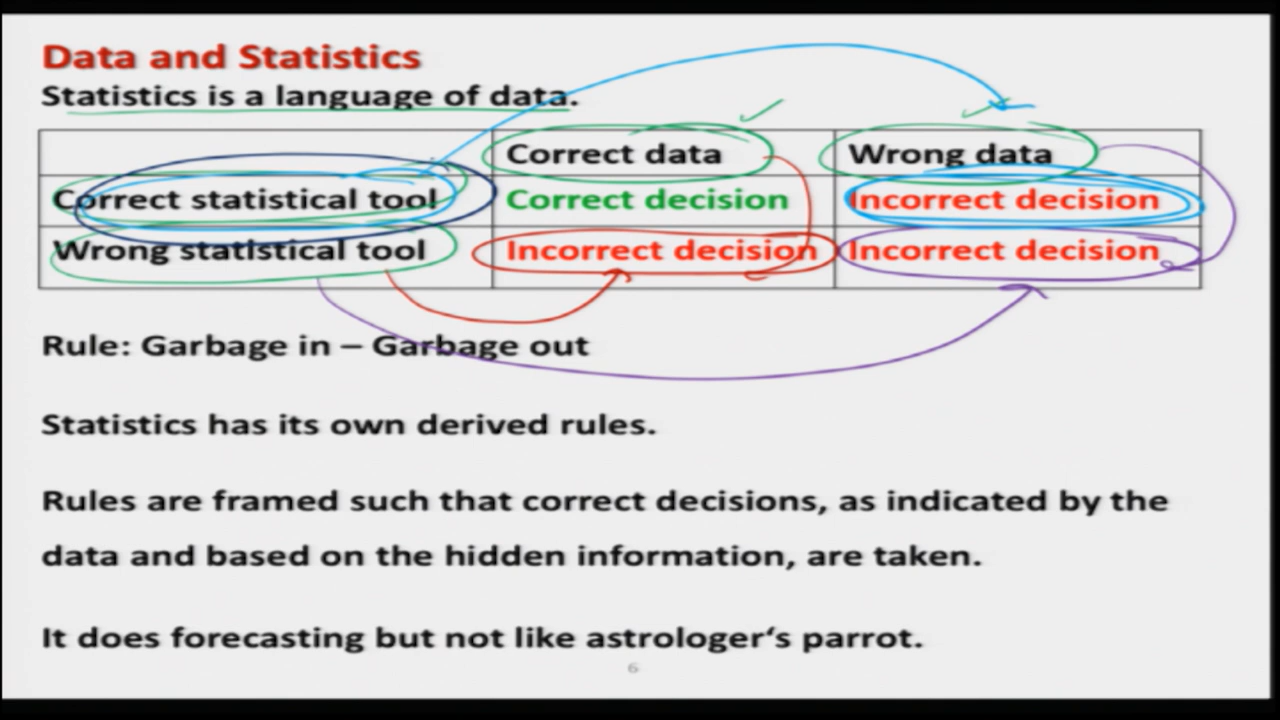 Data and Statistics
Statistics is a language of data.
Correct data Wrong data
Correct statistical tool Correct decision Incorrect decision
Wrong statistical tool Incorrect decision Incorrect decision
Rule: Garbage in – Garbage out
Statistics has its own derived rules.
Rules are framed such that correct decisions, as indicated by the
data and based on the hidden information, are taken.
It does forecasting but not like astrologer‘s parrot.
6